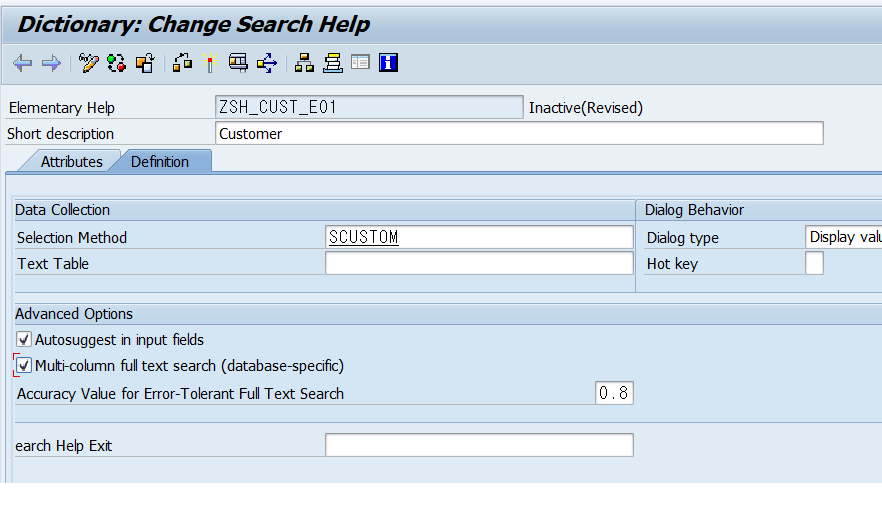 Dictionary: Change Search Help
Elementary Help ZSH_CUST_E01 Inactive(Revised)
Short description Customer
Attributes Definition
Data Collection Dialog Behavior
Selection Method SCUSTOM Dialog type Display valu
Text Table Hot key
Advanced Options
Autosuggest in input fields
Multi-column full text search (database-specific)
Accuracy Value for Error-Tolerant Full Text Search 0.8
earch Help Exit